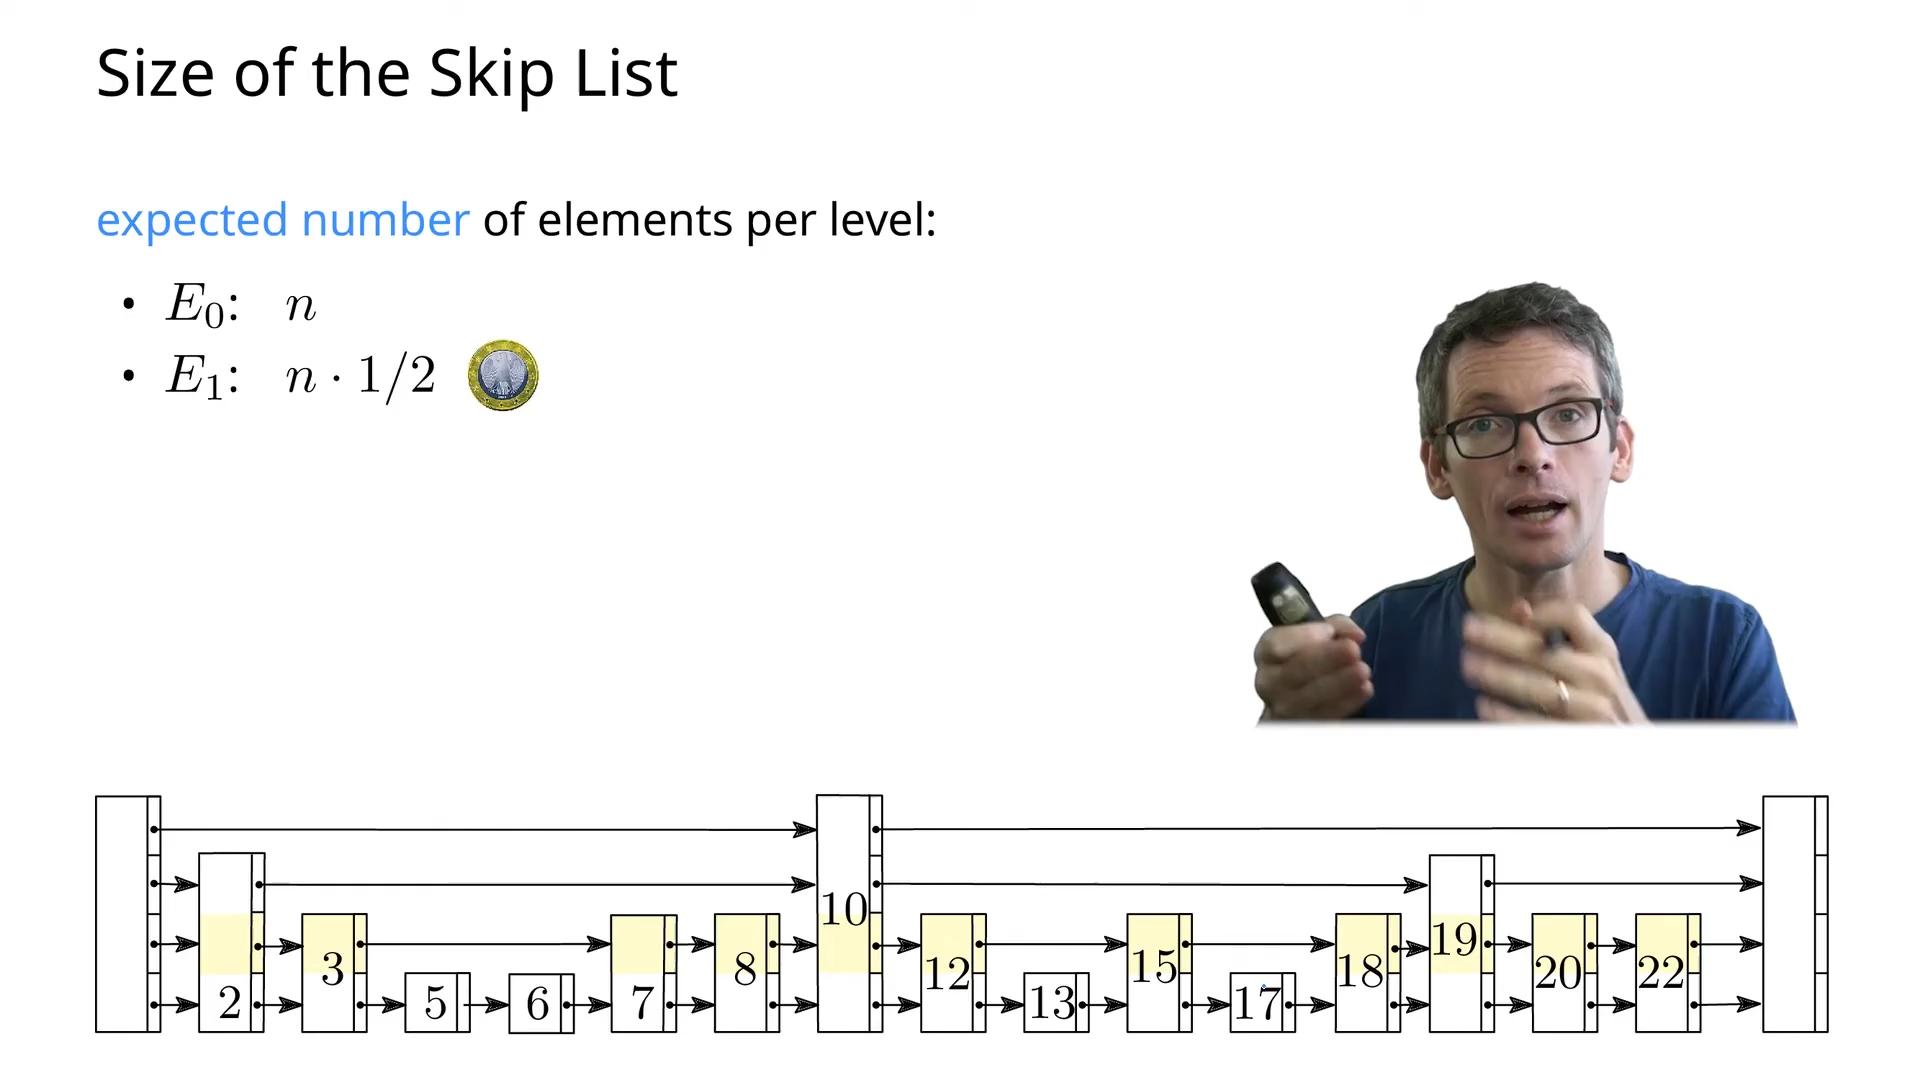 Size of the Skip List
expected number of elements per level:
• E₀: n
• E₁: n · 1/2
2 3 5 6 7 8 10 12 13 15 17 18 19 20 22